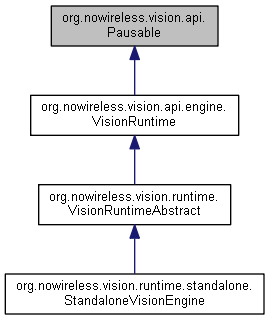 org.nowireless.vision.api.
Pausable
org.nowireless.vision.api.engine.
VisionRuntime
org.nowireless.vision.runtime.
VisionRuntimeAbstract
org.nowireless.vision.runtime.standalone.
StandaloneVisionEngine